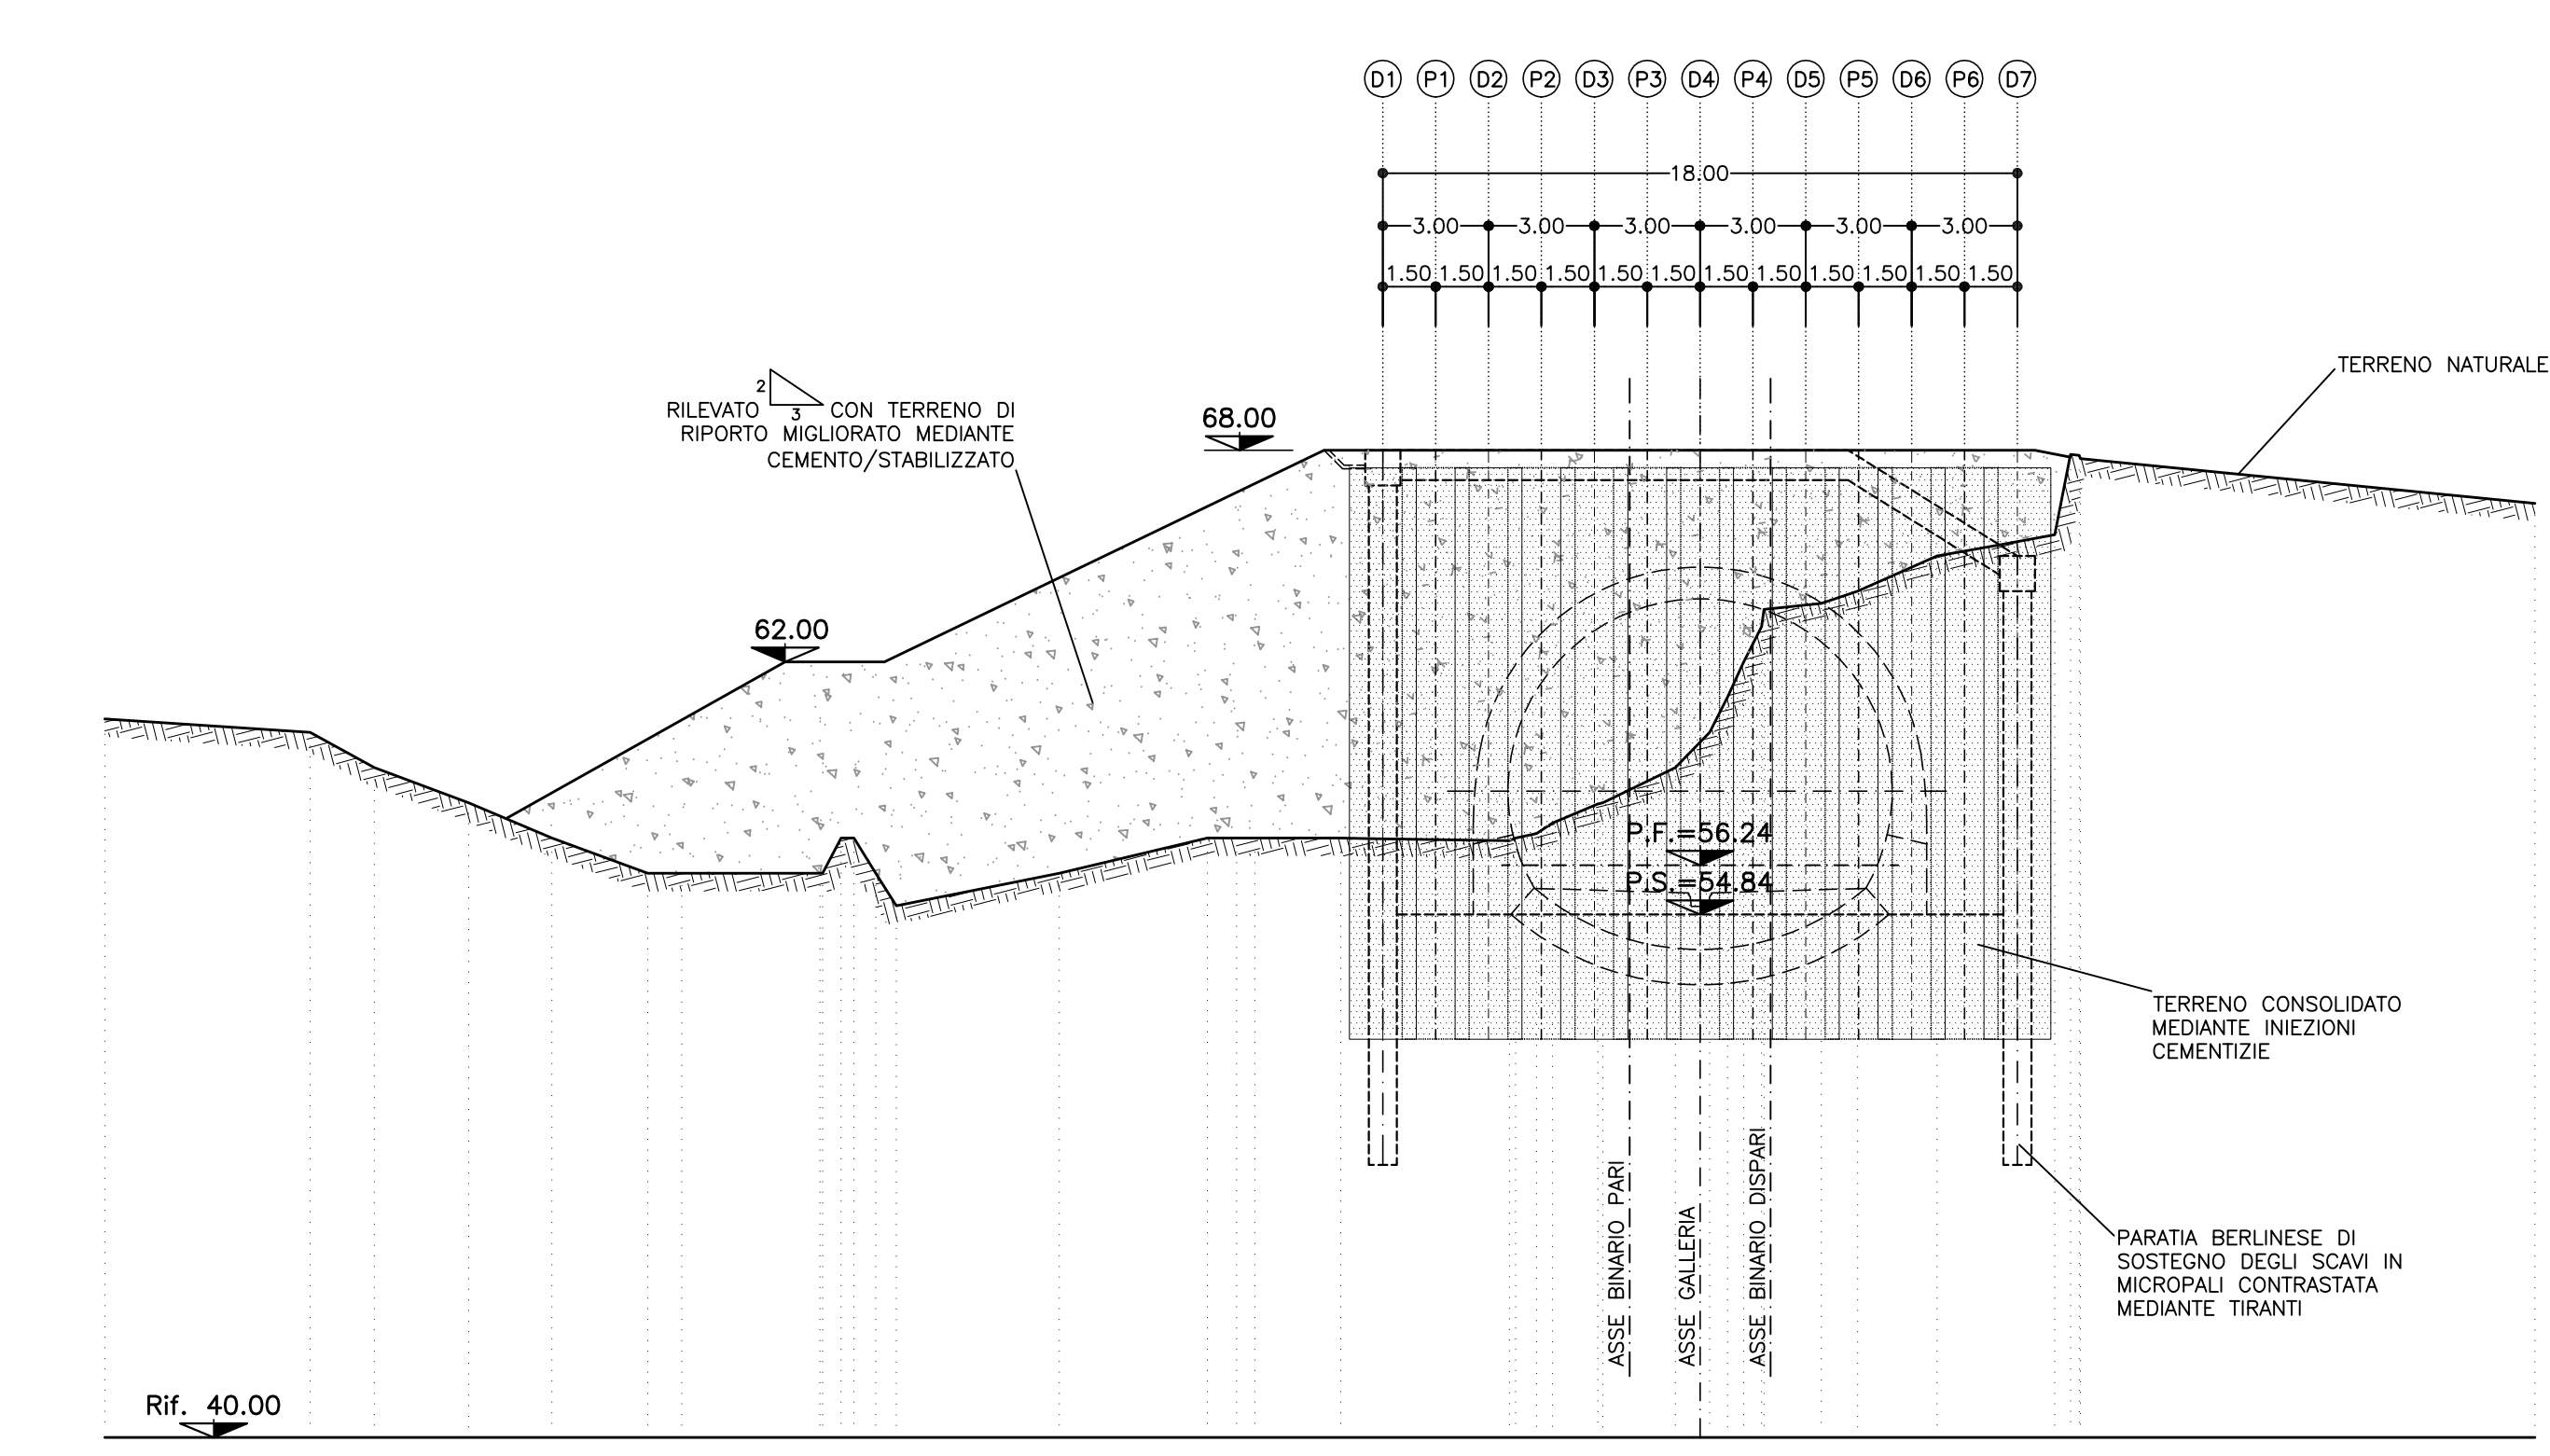 D1 P1 D2 P2 D3 P3 D4 P4 D5 P5 D6 P6 D7
18.00
3.00 3.00 3.00 3.00 3.00 3.00
1.50 1.50 1.50 1.50 1.50 1.50 1.50 1.50 1.50 1.50 1.50 1.50
TERRENO NATURALE
2
3
RILEVATO CON TERRENO DI
RIPORTO MIGLIORATO MEDIANTE
CEMENTO/STABILIZZATO
68.00
62.00
P.F.=56.24
P.S.=54.84
TERRENO CONSOLIDATO
MEDIANTE INIEZIONI
CEMENTIZIE
ASSE BINARIO PARI
ASSE GALLERIA
ASSE BINARIO DISPARI
PARATIA BERLINESE DI
SOSTEGNO DEGLI SCAVI IN
MICROPALI CONTRASTATA
MEDIANTE TIRANTI
Rif. 40.00